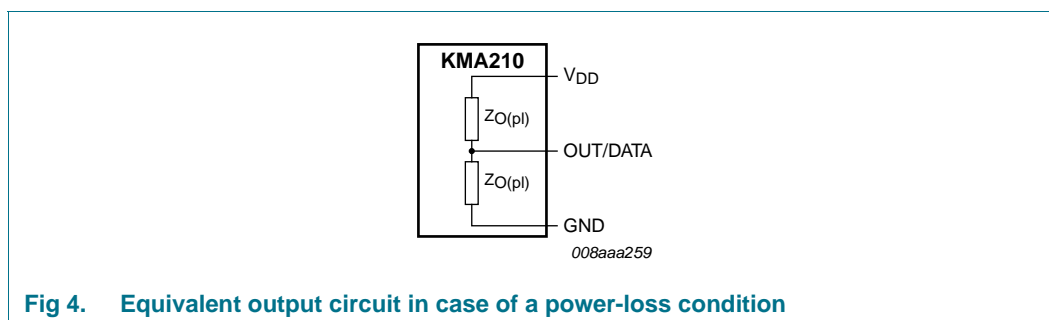 KMA210
VDD
ZO(pl)
OUT/DATA
ZO(pl)
GND
008aaa259
Fig 4. Equivalent output circuit in case of a power-loss condition